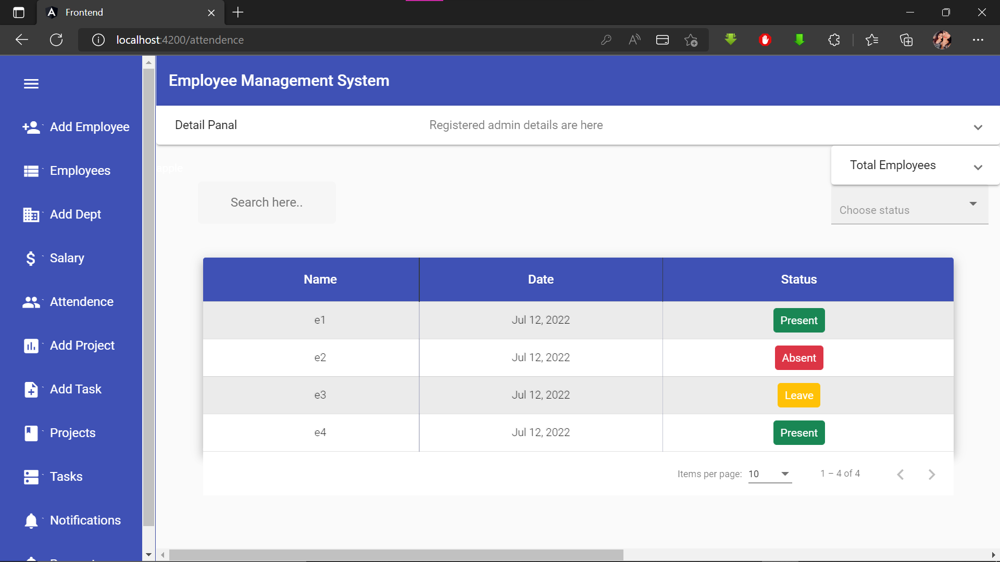 Frontend
localhost:4200/attendence
Employee Management System
Add Employee
Employees
Add Dept
Salary
Attendence
Add Project
Add Task
Projects
Tasks
Notifications
Detail Panal Registered admin details are here
apple
Total Employees
Search here..
Choose status
Name Date Status
e1 Jul 12, 2022 Present
e2 Jul 12, 2022 Absent
e3 Jul 12, 2022 Leave
e4 Jul 12, 2022 Present
Items per page: 10 1 – 4 of 4